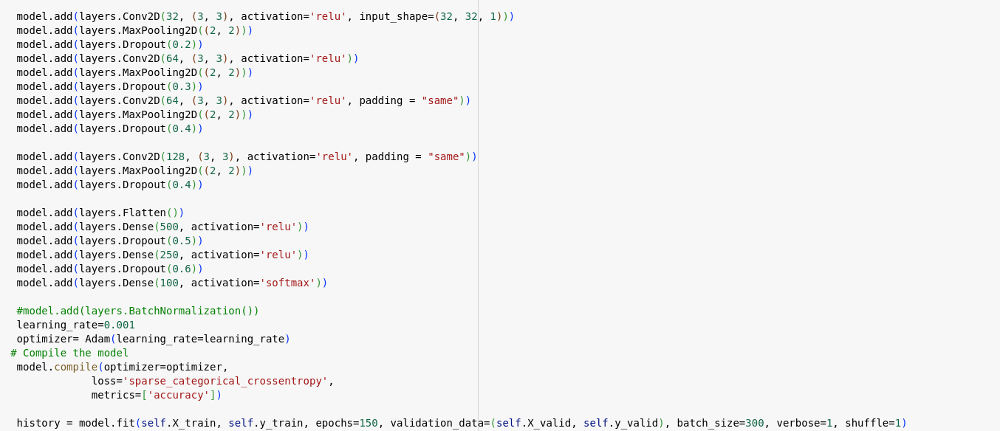 model.add(layers.Conv2D(32, (3, 3), activation='relu', input_shape=(32, 32, 1)))
model.add(layers.MaxPooling2D((2, 2)))
model.add(layers.Dropout(0.2))
model.add(layers.Conv2D(64, (3, 3), activation='relu'))
model.add(layers.MaxPooling2D((2, 2)))
model.add(layers.Dropout(0.3))
model.add(layers.Conv2D(64, (3, 3), activation='relu', padding = "same"))
model.add(layers.MaxPooling2D((2, 2)))
model.add(layers.Dropout(0.4))
model.add(layers.Conv2D(128, (3, 3), activation='relu', padding = "same"))
model.add(layers.MaxPooling2D((2, 2)))
model.add(layers.Dropout(0.4))
model.add(layers.Flatten())
model.add(layers.Dense(500, activation='relu'))
model.add(layers.Dropout(0.5))
model.add(layers.Dense(250, activation='relu'))
model.add(layers.Dropout(0.6))
model.add(layers.Dense(100, activation='softmax'))
#model.add(layers.BatchNormalization())
learning_rate=0.001
optimizer= Adam(learning_rate=learning_rate)
# Compile the model
model.compile(optimizer=optimizer,
loss='sparse_categorical_crossentropy',
metrics=['accuracy'])
history = model.fit(self.X_train, self.y_train, epochs=150, validation_data=(self.X_valid, self.y_valid), batch_size=300, verbose=1, shuffle=1)